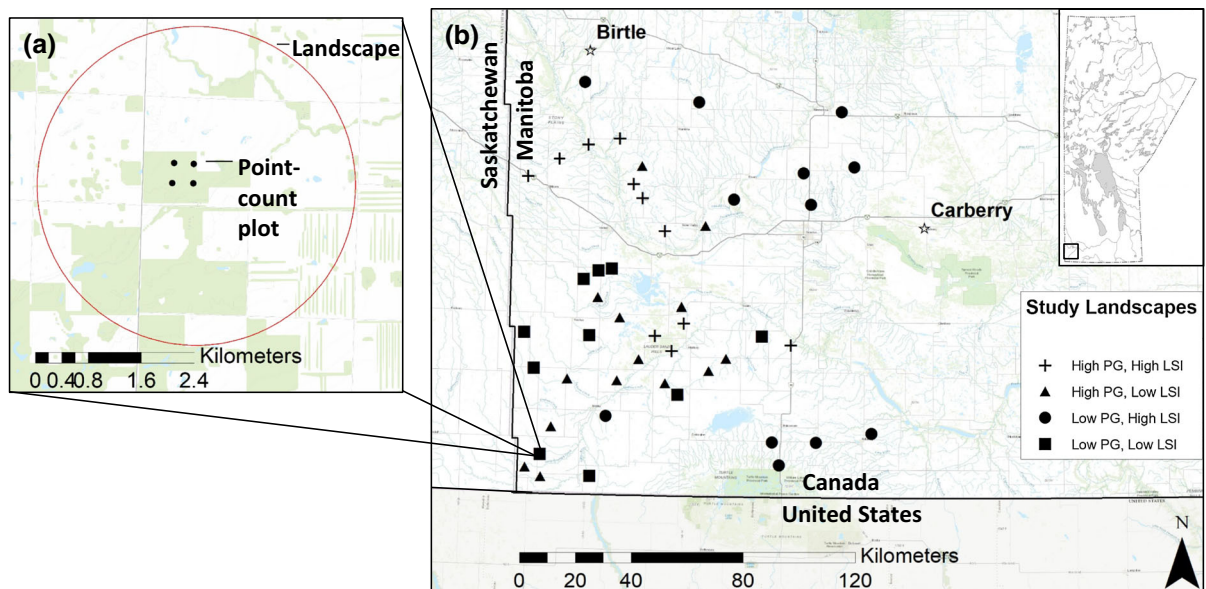 (a)
Landscape
Point-
count
plot
Kilometers
0 0.4 0.8 1.6 2.4
(b)
Birtle
Saskatchewan
Manitoba
Carberry
Study Landscapes
High PG, High LSI
High PG, Low LSI
Low PG, High LSI
Low PG, Low LSI
Canada
United States
Kilometers
0 20 40 80 120
N